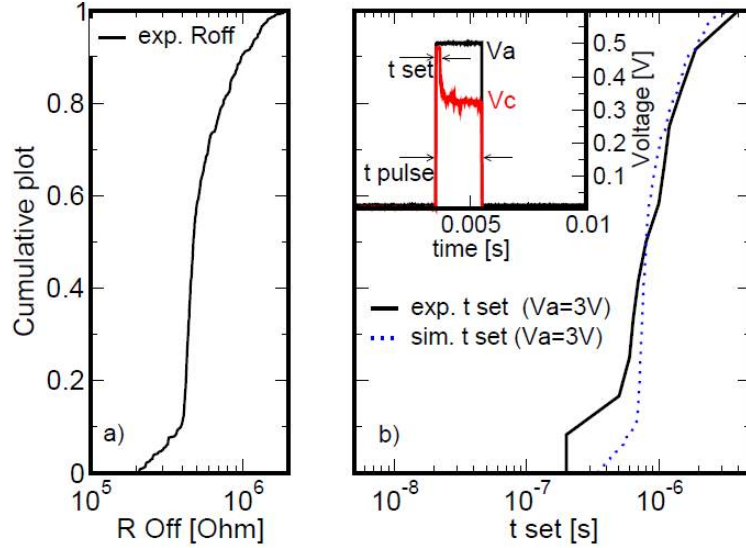 exp. Roff
1
0.8
0.6
0.4
0.2
0
Cumulative plot
a)
10^5
10^6
R Off [Ohm]
Va
t set
Vc
t pulse
0.5
0.4
0.3
0.2
0.1
Voltage [V]
0.005
0.01
time [s]
exp. t set (Va=3V)
sim. t set (Va=3V)
b)
10^-8
10^-7
10^-6
t set [s]